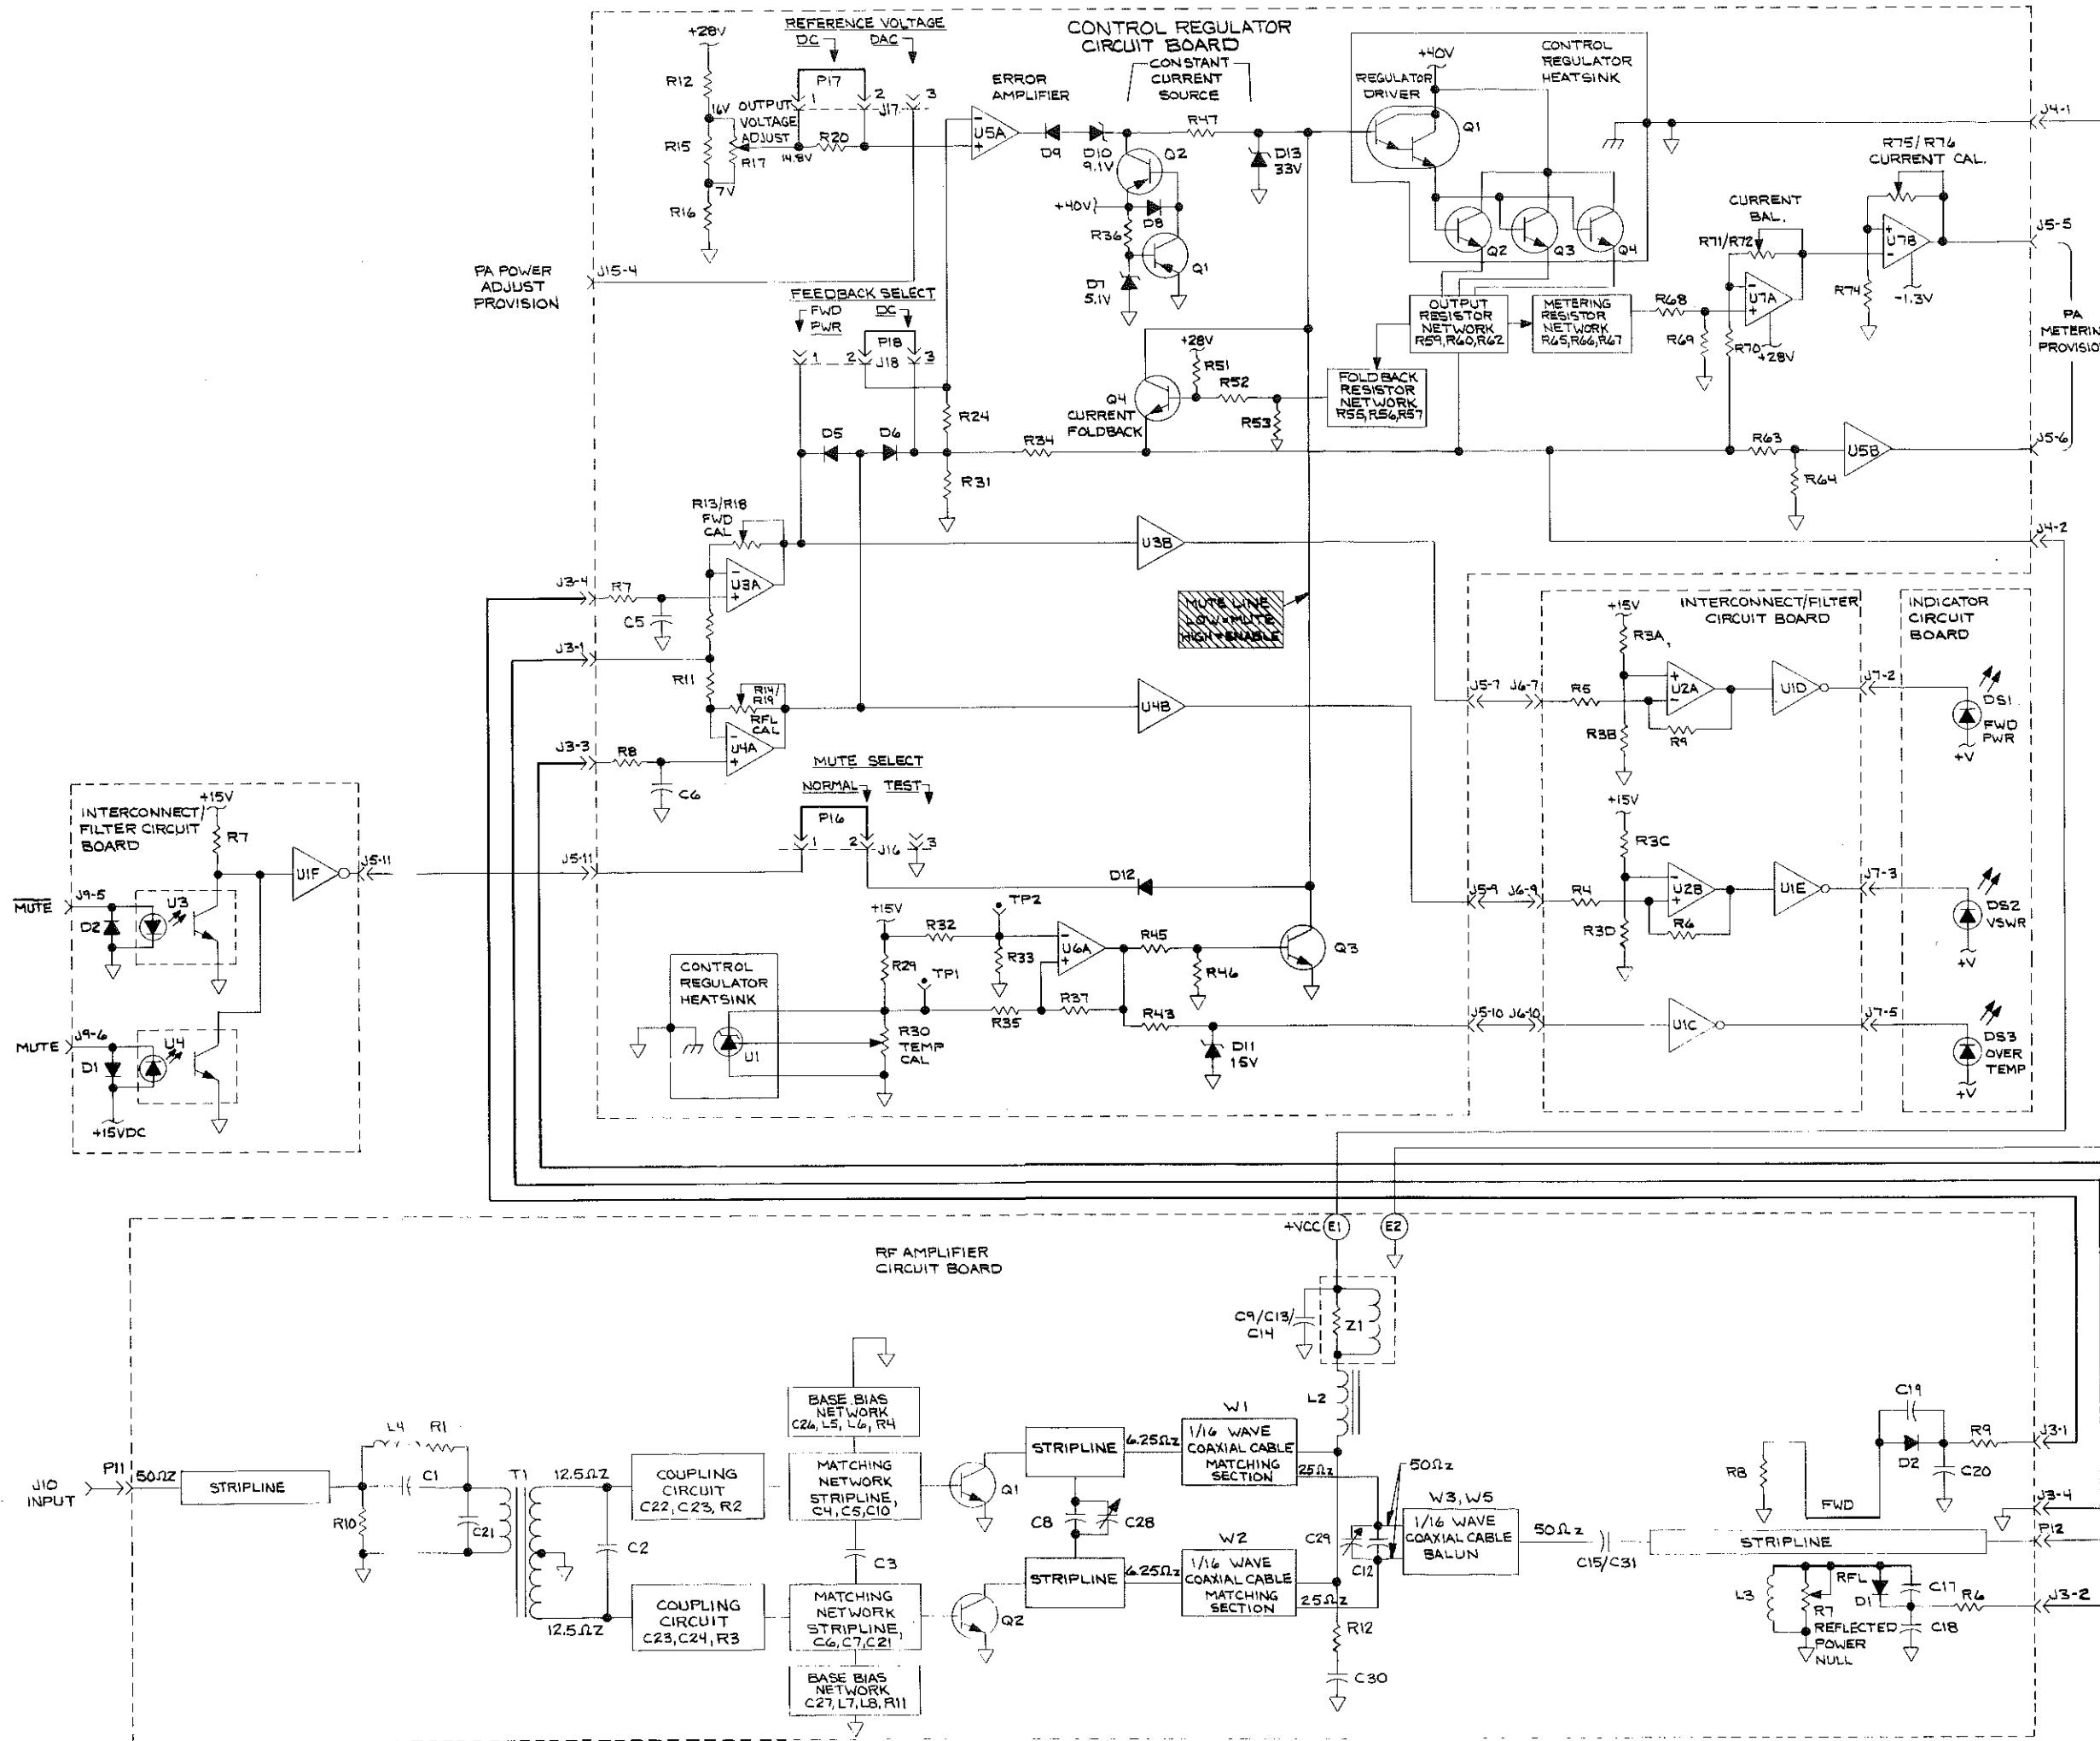 CONTROL REGULATOR
CIRCUIT BOARD
REFERENCE VOLTAGE
DC
DAC
+28V
R12
16V
OUTPUT
VOLTAGE
ADJUST
R15
R17
14.8V
7V
R16
P17
1
2
J17
3
R20
ERROR
AMPLIFIER
U5A
-
+
D9
D10
9.1V
CONSTANT
CURRENT
SOURCE
R47
Q2
+40V
D8
R36
Q1
D7
5.1V
D13
33V
REGULATOR
DRIVER
+40V
CONTROL
REGULATOR
HEATSINK
Q1
Q2
Q3
Q4
J4-1
R75/R76
CURRENT CAL.
CURRENT
BAL.
R71/R72
U7B
+
-
-1.3V
R74
U7A
-
+
+28V
R70
R68
R69
J5-5
PA
METERIN
PROVISIO
J5-6
PA POWER
ADJUST
PROVISION
J15-4
FEEDBACK SELECT
FWD
PWR
DC
P18
1
2
J18
3
OUTPUT
RESISTOR
NETWORK
R59,R60,R62
METERING
RESISTOR
NETWORK
R65,R66,R67
FOLDBACK
RESISTOR
NETWORK
R55,R56,R57
+28V
R51
R52
R53
Q4
CURRENT
FOLDBACK
R24
D5
D6
R34
R31
R63
R64
U5B
J4-2
R13/R18
FWD
CAL
U3A
-
+
J3-4
R7
C5
J3-1
R11
R14/
R19
RFL
CAL
U4A
-
+
J3-3
R8
C6
U3B
U4B
MUTE LINE
LOW=MUTE
HIGH=ENABLE
MUTE SELECT
NORMAL
TEST
P16
1
2
J16
3
J5-11
D12
TP2
+15V
R32
R33
R29
TP1
U6A
-
+
R45
R46
Q3
R35
R37
R43
R30
TEMP
CAL
D11
15V
CONTROL
REGULATOR
HEATSINK
U1
INTERCONNECT/
FILTER CIRCUIT
BOARD
+15V
R7
U1F
J5-11
MUTE
J9-5
D2
U3
MUTE
J9-6
D1
U4
+15VDC
INTERCONNECT/FILTER
CIRCUIT BOARD
+15V
R3A,
J5-7
J6-7
R5
U2A
+
-
R3B
R9
U1D
J7-2
+15V
R3C
J5-9
J6-9
R4
U2B
-
+
R3D
R6
U1E
J7-3
J5-10
J6-10
U1C
J7-5
INDICATOR
CIRCUIT
BOARD
DS1
FWD
PWR
+V
DS2
VSWR
+V
DS3
OVER
TEMP
+V
RF AMPLIFIER
CIRCUIT BOARD
+VCC
E1
E2
C9/C13/
C14
Z1
L2
J10
INPUT
P11
50ΩZ
STRIPLINE
L4
R1
C1
R10
C21
T1
12.5ΩZ
12.5ΩZ
C2
COUPLING
CIRCUIT
C22, C23, R2
COUPLING
CIRCUIT
C23, C24, R3
BASE BIAS
NETWORK
C26, L5, L6, R4
MATCHING
NETWORK
STRIPLINE,
C4, C5, C10
C3
MATCHING
NETWORK
STRIPLINE,
C6, C7, C21
BASE BIAS
NETWORK
C27, L7, L8, R11
Q1
Q2
STRIPLINE
C8
C28
STRIPLINE
6.25ΩZ
6.25ΩZ
W1
1/16 WAVE
COAXIAL CABLE
MATCHING
SECTION
W2
1/16 WAVE
COAXIAL CABLE
MATCHING
SECTION
25ΩZ
25ΩZ
R12
C30
C29
C12
50ΩZ
W3, W5
1/16 WAVE
COAXIAL CABLE
BALUN
50ΩZ
C15/C31
STRIPLINE
R8
FWD
C19
D2
R9
C20
J3-1
J3-4
P12
L3
R7
REFLECTED
POWER
NULL
RFL
D1
C17
C18
R6
J3-2